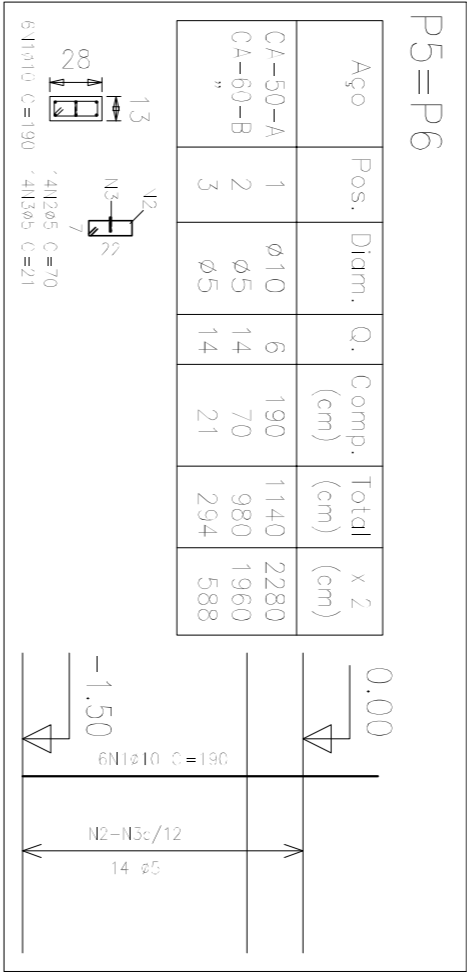 P5=P6
Aço Pos. Diam. Q. Comp. (cm) Total (cm) x 2 (cm)
CA-50-A 1 Ø10 6 190 1140 2280
CA-60-B 2 Ø5 14 70 980 1960
" 3 Ø5 14 21 294 588
28
13
6N1Ø10 C=190
N2
N3
22
7
14N2Ø5 C=70
14N3Ø5 C=21
0.00
-1.50
6N1Ø10 C=190
N2-N3c/12
14 Ø5